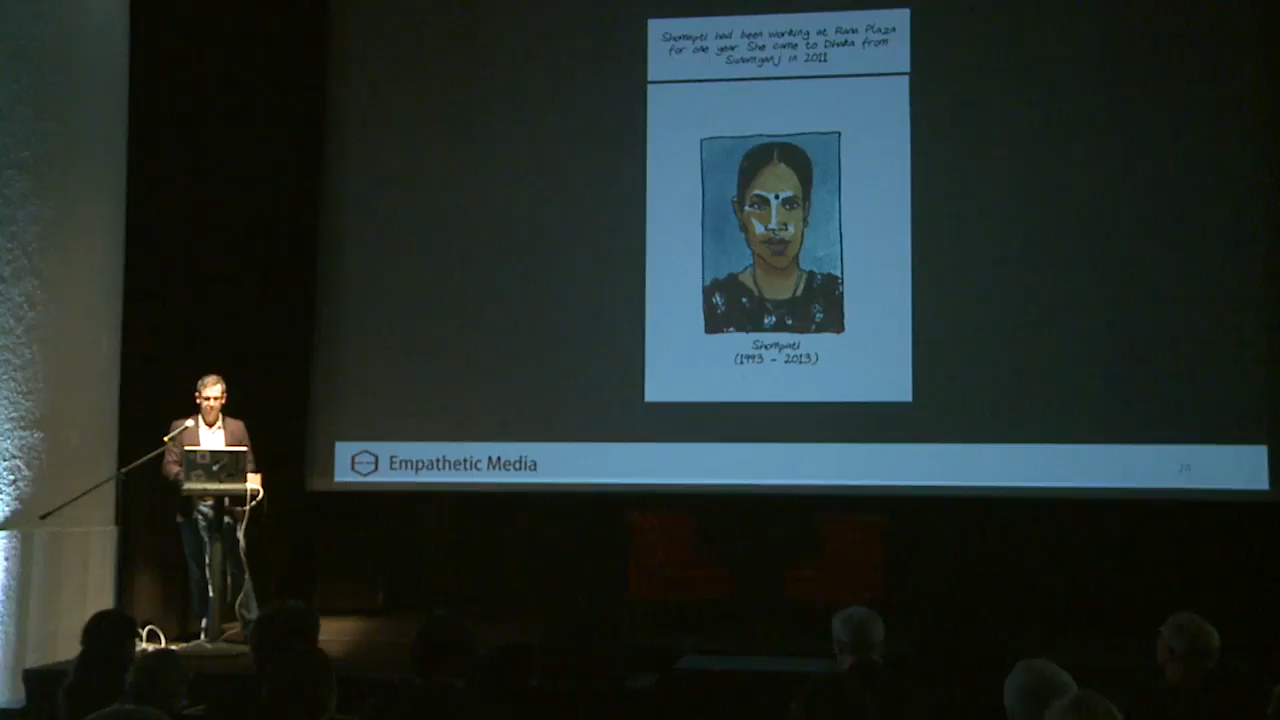 Shompati had been working at Rana Plaza
for one year. She came to Dhaka from
Sunamganj in 2011
Shompati
(1993 - 2013)
Empathetic Media